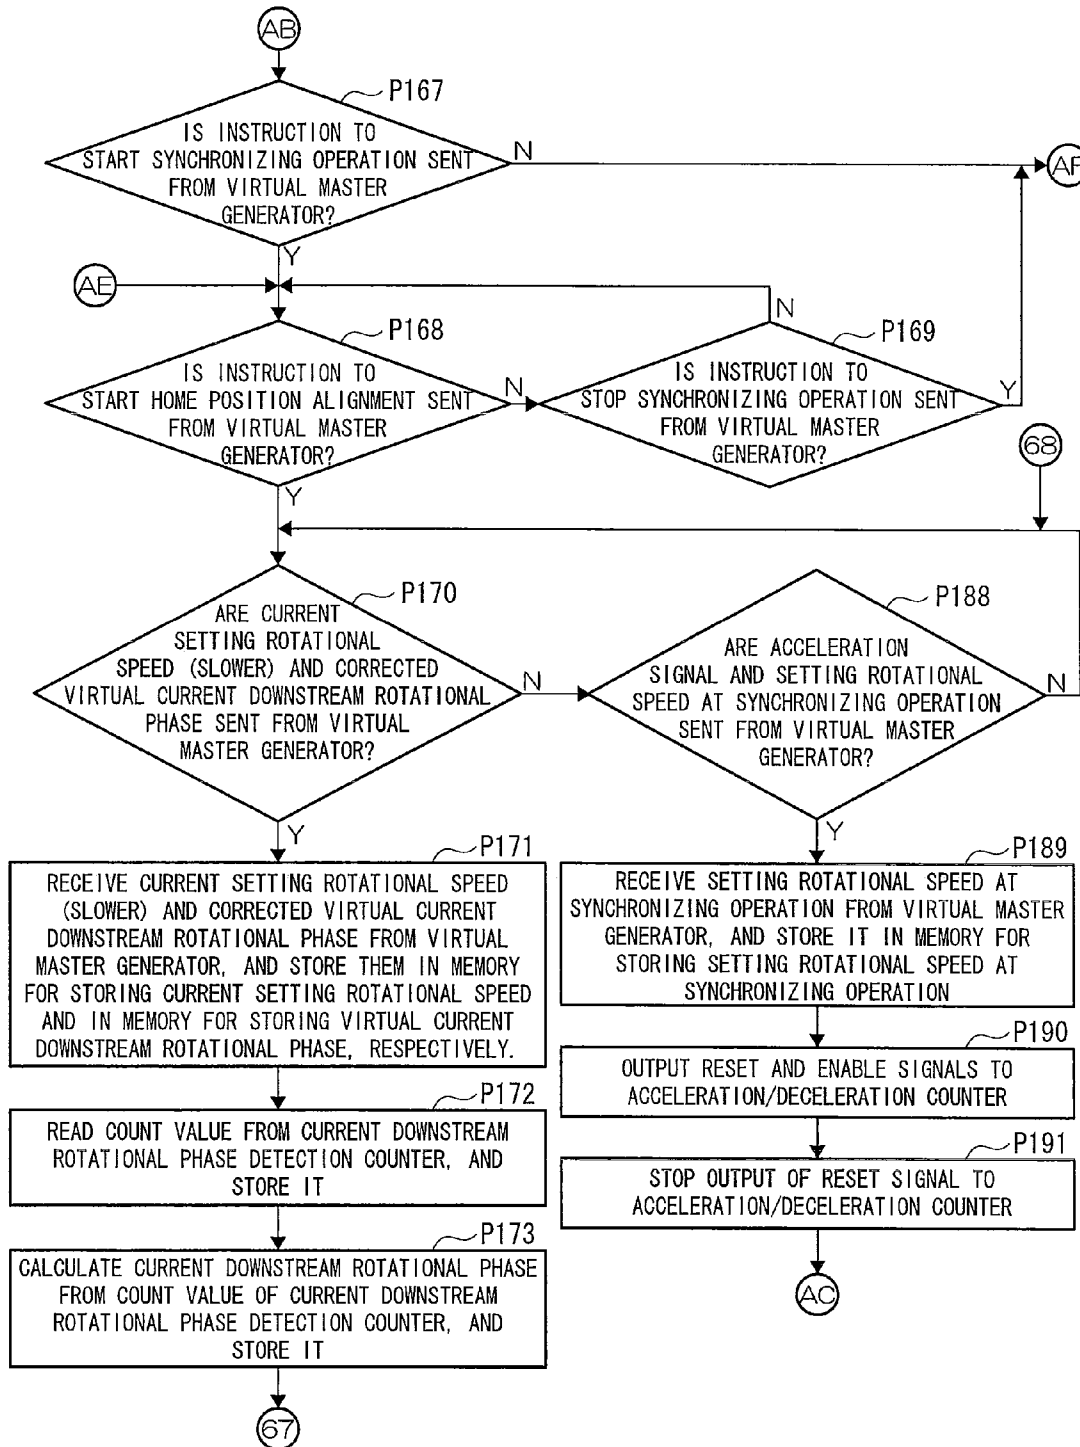 AB
P167
IS INSTRUCTION TO
START SYNCHRONIZING OPERATION SENT
FROM VIRTUAL MASTER
GENERATOR?
N
AF
Y
AE
P168
IS INSTRUCTION TO
START HOME POSITION ALIGNMENT SENT
FROM VIRTUAL MASTER
GENERATOR?
N
Y
N
P169
IS INSTRUCTION TO
STOP SYNCHRONIZING OPERATION SENT
FROM VIRTUAL MASTER
GENERATOR?
Y
68
P170
ARE CURRENT
SETTING ROTATIONAL
SPEED (SLOWER) AND CORRECTED
VIRTUAL CURRENT DOWNSTREAM ROTATIONAL
PHASE SENT FROM VIRTUAL
MASTER GENERATOR?
N
Y
P188
ARE ACCELERATION
SIGNAL AND SETTING ROTATIONAL
SPEED AT SYNCHRONIZING OPERATION
SENT FROM VIRTUAL MASTER
GENERATOR?
N
Y
P171
RECEIVE CURRENT SETTING ROTATIONAL SPEED
(SLOWER) AND CORRECTED VIRTUAL CURRENT
DOWNSTREAM ROTATIONAL PHASE FROM VIRTUAL
MASTER GENERATOR, AND STORE THEM IN MEMORY
FOR STORING CURRENT SETTING ROTATIONAL SPEED
AND IN MEMORY FOR STORING VIRTUAL CURRENT
DOWNSTREAM ROTATIONAL PHASE, RESPECTIVELY.
P172
READ COUNT VALUE FROM CURRENT DOWNSTREAM
ROTATIONAL PHASE DETECTION COUNTER, AND
STORE IT
P173
CALCULATE CURRENT DOWNSTREAM ROTATIONAL PHASE
FROM COUNT VALUE OF CURRENT DOWNSTREAM
ROTATIONAL PHASE DETECTION COUNTER, AND
STORE IT
67
P189
RECEIVE SETTING ROTATIONAL SPEED AT
SYNCHRONIZING OPERATION FROM VIRTUAL MASTER
GENERATOR, AND STORE IT IN MEMORY FOR
STORING SETTING ROTATIONAL SPEED AT
SYNCHRONIZING OPERATION
P190
OUTPUT RESET AND ENABLE SIGNALS TO
ACCELERATION/DECELERATION COUNTER
P191
STOP OUTPUT OF RESET SIGNAL TO
ACCELERATION/DECELERATION COUNTER
AC